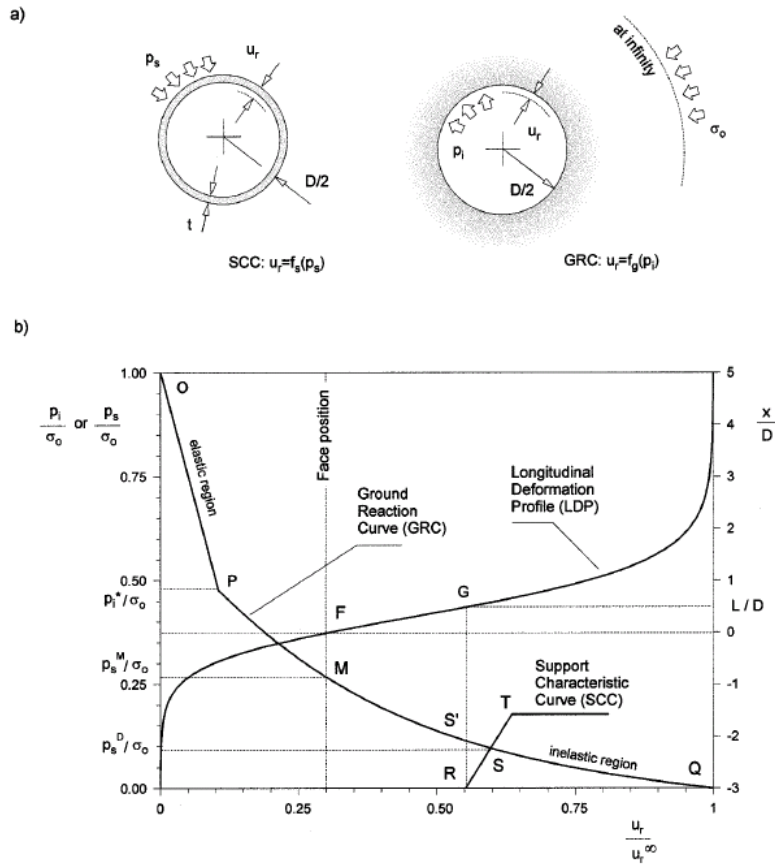 a)
p_s
u_r
D/2
t
SCC: u_r=f_s(p_s)
at infinity
σ_o
u_r
p_i
D/2
GRC: u_r=f_g(p_i)
b)
p_i/σ_o or p_s/σ_o
1.00
0.75
0.50
p_i*/σ_o
p_s^M/σ_o
0.25
p_s^D/σ_o
0.00
O
elastic region
Face position
Ground
Reaction
Curve (GRC)
Longitudinal
Deformation
Profile (LDP)
P
F
G
M
S'
T
Support
Characteristic
Curve (SCC)
R
S
inelastic region
Q
x/D
5
4
3
2
1
L / D
0
-1
-2
-3
0
0.25
0.50
0.75
1
u_r/u_r^∞